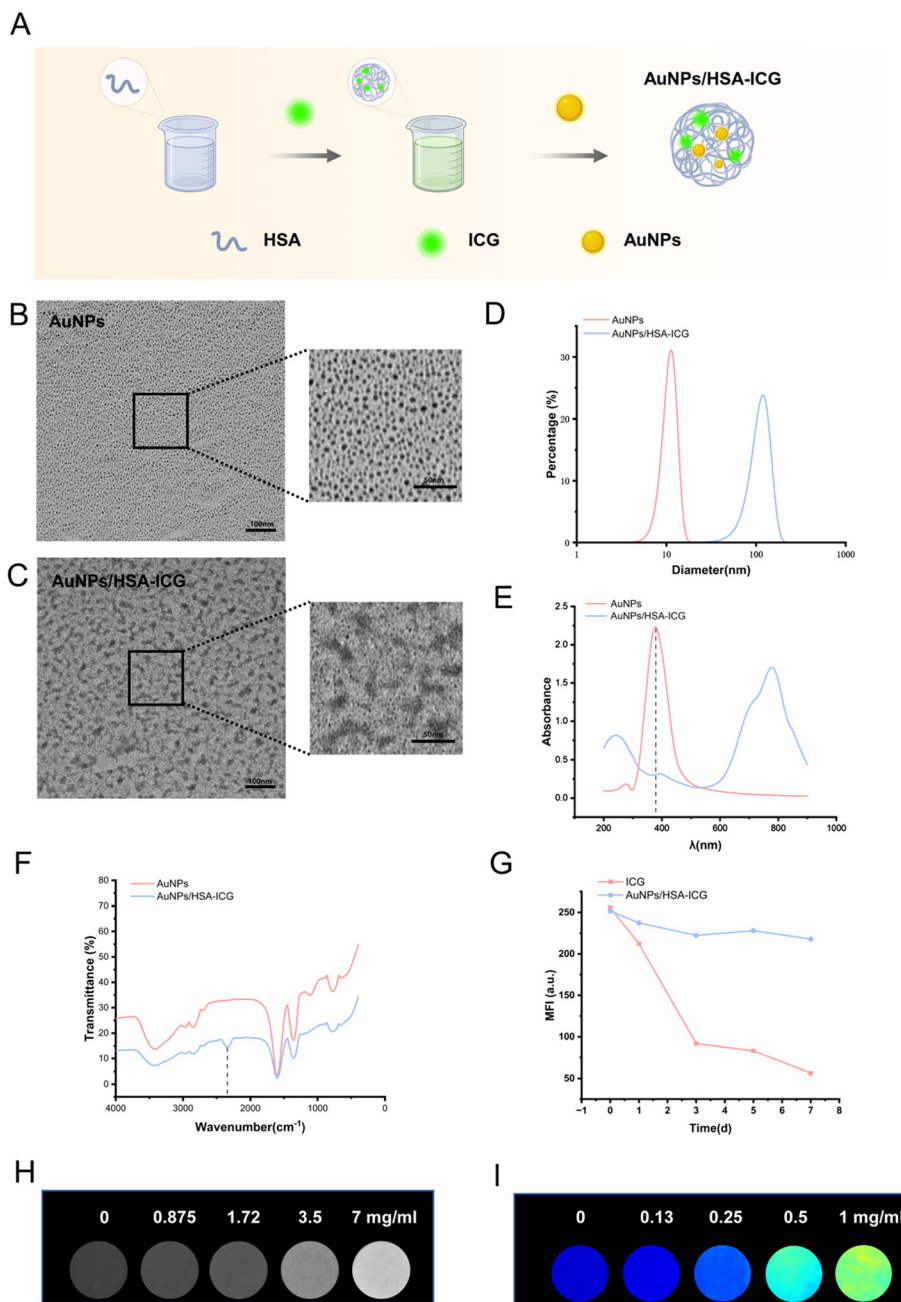 A
AuNPs/HSA-ICG
HSA
ICG
AuNPs
B
AuNPs
100nm
50nm
C
AuNPs/HSA-ICG
100nm
50nm
D
AuNPs
AuNPs/HSA-ICG
Percentage (%)
30
20
10
0
1
10
100
1000
Diameter(nm)
E
AuNPs
AuNPs/HSA-ICG
Absorbance
2.5
2.0
1.5
1.0
0.5
0.0
200
400
600
800
1000
λ(nm)
F
AuNPs
AuNPs/HSA-ICG
Transmittance (%)
80
70
60
50
40
30
20
10
0
4000
3000
2000
1000
0
Wavenumber(cm⁻¹)
G
ICG
AuNPs/HSA-ICG
MFI (a.u.)
250
200
150
100
50
−1
0
1
2
3
4
5
6
7
8
Time(d)
H
0 0.875 1.72 3.5 7 mg/ml
I
0 0.13 0.25 0.5 1 mg/ml